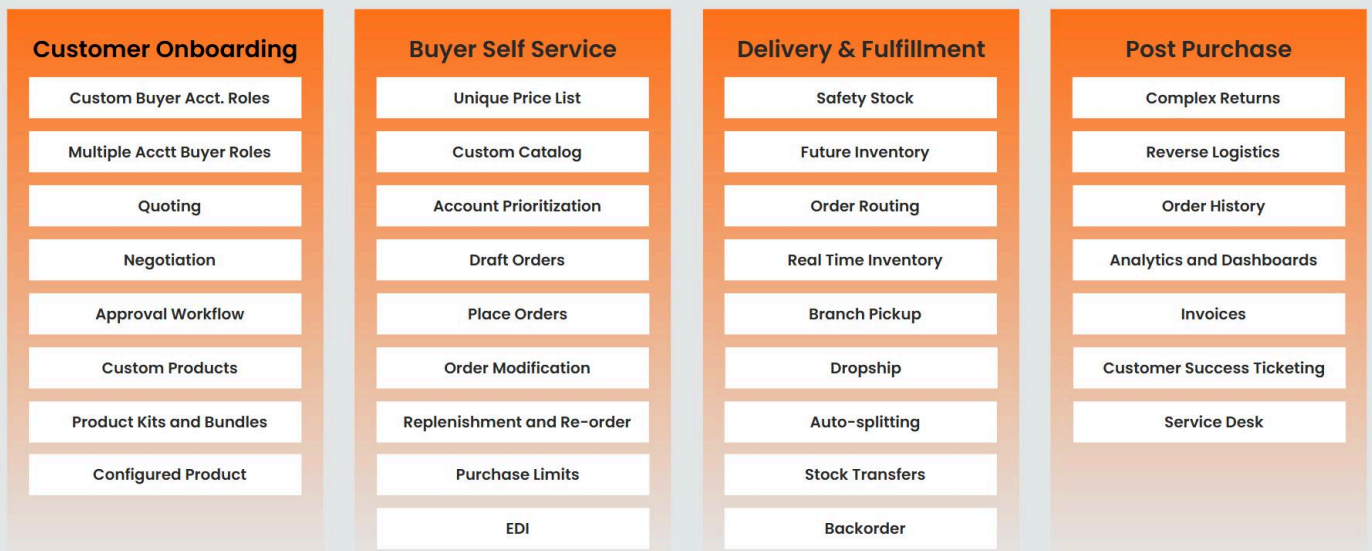 Customer Onboarding
Custom Buyer Acct. Roles
Multiple Acctt Buyer Roles
Quoting
Negotiation
Approval Workflow
Custom Products
Product Kits and Bundles
Configured Product
Buyer Self Service
Unique Price List
Custom Catalog
Account Prioritization
Draft Orders
Place Orders
Order Modification
Replenishment and Re-order
Purchase Limits
EDI
Delivery & Fulfillment
Safety Stock
Future Inventory
Order Routing
Real Time Inventory
Branch Pickup
Dropship
Auto-splitting
Stock Transfers
Backorder
Post Purchase
Complex Returns
Reverse Logistics
Order History
Analytics and Dashboards
Invoices
Customer Success Ticketing
Service Desk